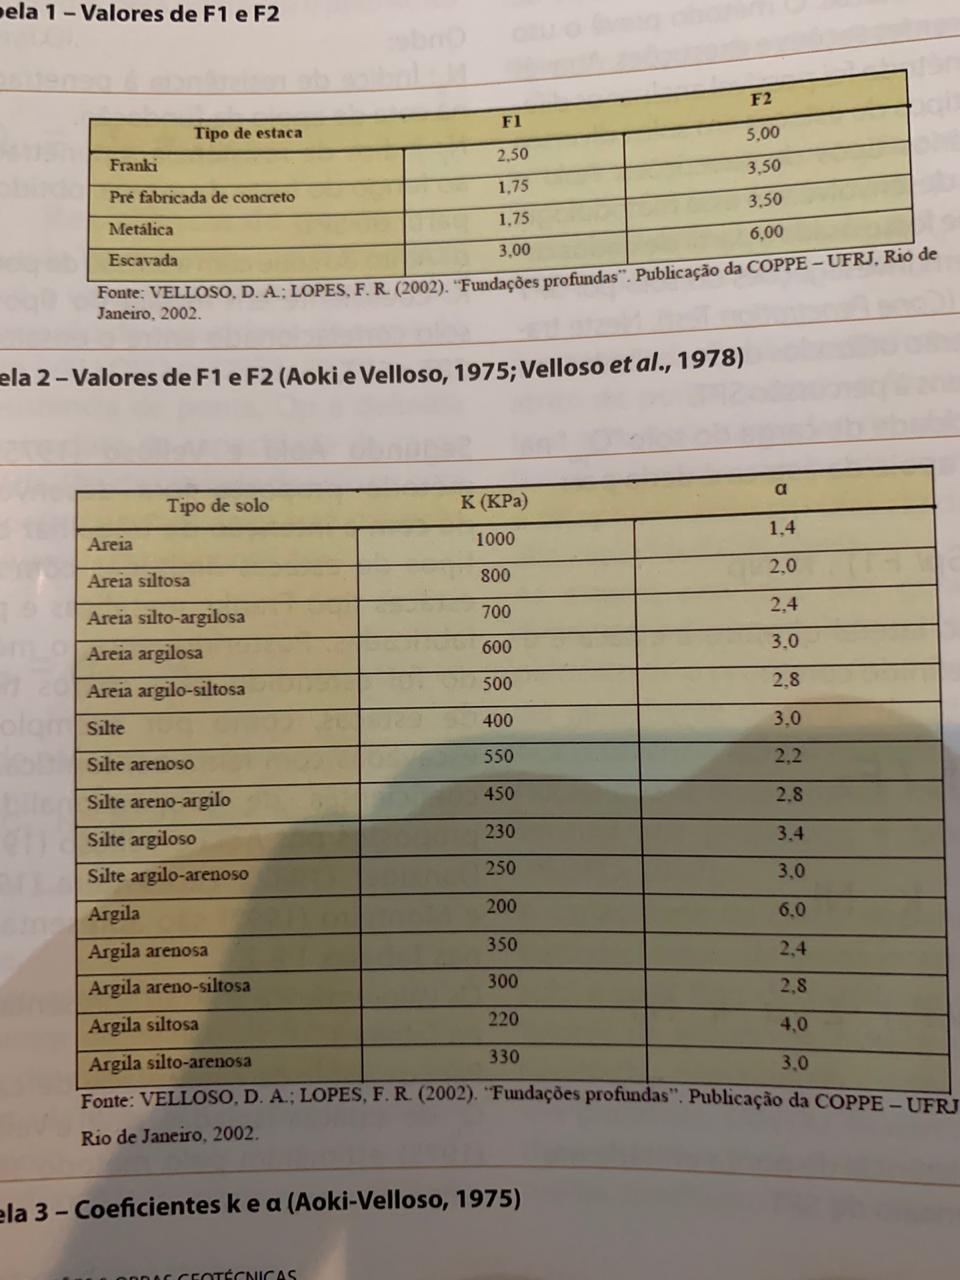 bela 1 – Valores de F1 e F2
Tipo de estaca F1 F2
Franki 2,50 5,00
Pré fabricada de concreto 1,75 3,50
Metálica 1,75 3,50
Escavada 3,00 6,00
Fonte: VELLOSO, D. A.; LOPES, F. R. (2002). “Fundações profundas”. Publicação da COPPE – UFRJ, Rio de
Janeiro, 2002.
ela 2 – Valores de F1 e F2 (Aoki e Velloso, 1975; Velloso et al., 1978)
Tipo de solo K (KPa) α
Areia 1000 1,4
Areia siltosa 800 2,0
Areia silto-argilosa 700 2,4
Areia argilosa 600 3,0
Areia argilo-siltosa 500 2,8
Silte 400 3,0
Silte arenoso 550 2,2
Silte areno-argilo 450 2,8
Silte argiloso 230 3,4
Silte argilo-arenoso 250 3,0
Argila 200 6,0
Argila arenosa 350 2,4
Argila areno-siltosa 300 2,8
Argila siltosa 220 4,0
Argila silto-arenosa 330 3,0
Fonte: VELLOSO, D. A.; LOPES, F. R. (2002). “Fundações profundas”. Publicação da COPPE – UFRJ
Rio de Janeiro, 2002.
ela 3 – Coeficientes k e α (Aoki-Velloso, 1975)
OBRAS GEOTÉCNICAS